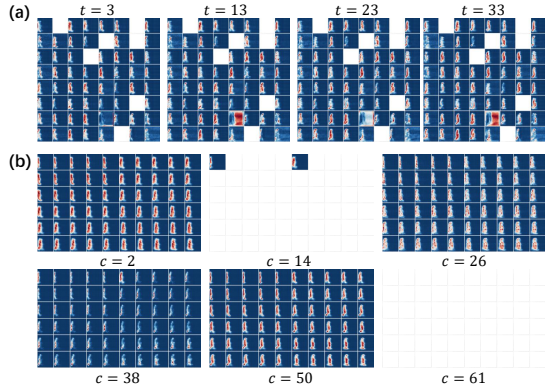 (a)
t = 3 t = 13 t = 23 t = 33
(b)
c = 2 c = 14 c = 26
c = 38 c = 50 c = 61